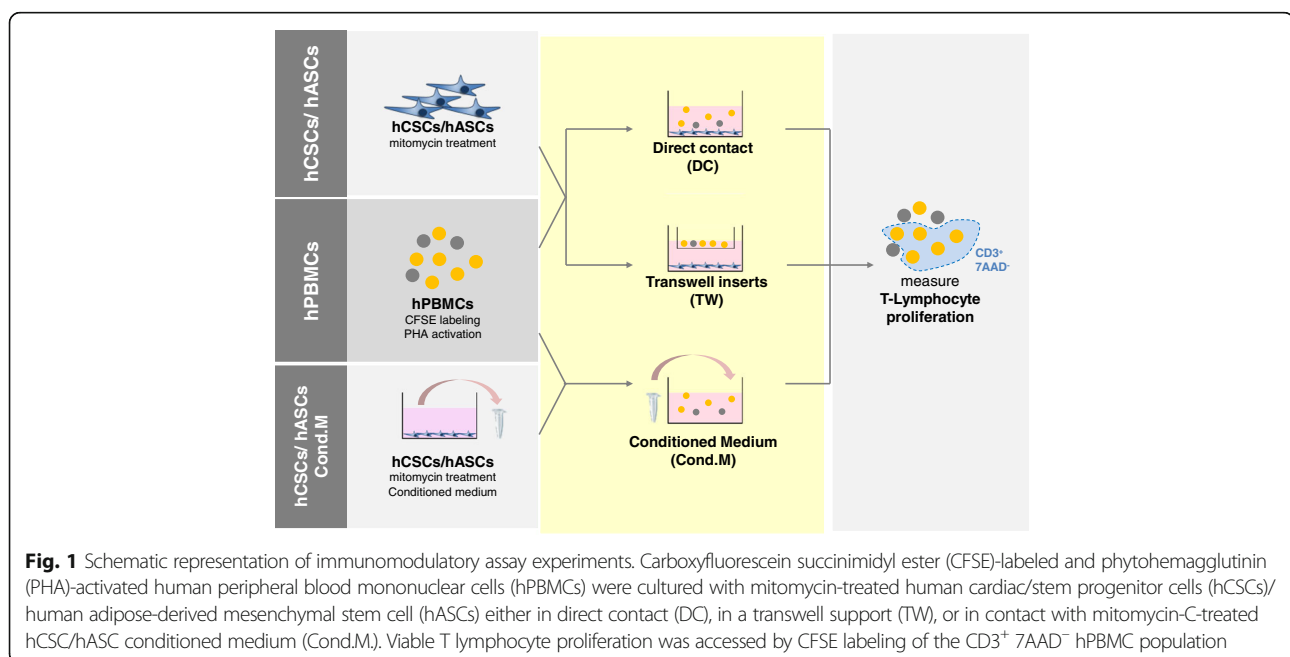 hCSCs/ hASCs
hCSCs/hASCs
mitomycin treatment
hPBMCs
hPBMCs
CFSE labeling
PHA activation
hCSCs/ hASCs
Cond.M
hCSCs/hASCs
mitomycin treatment
Conditioned medium
Direct contact
(DC)
Transwell inserts
(TW)
Conditioned Medium
(Cond.M)
CD3⁺
7AAD⁻
measure
T-Lymphocyte
proliferation
Fig. 1 Schematic representation of immunomodulatory assay experiments. Carboxyfluorescein succinimidyl ester (CFSE)-labeled and phytohemagglutinin
(PHA)-activated human peripheral blood mononuclear cells (hPBMCs) were cultured with mitomycin-treated human cardiac/stem progenitor cells (hCSCs)/
human adipose-derived mesenchymal stem cell (hASCs) either in direct contact (DC), in a transwell support (TW), or in contact with mitomycin-C-treated
hCSC/hASC conditioned medium (Cond.M.). Viable T lymphocyte proliferation was accessed by CFSE labeling of the CD3⁺ 7AAD⁻ hPBMC population